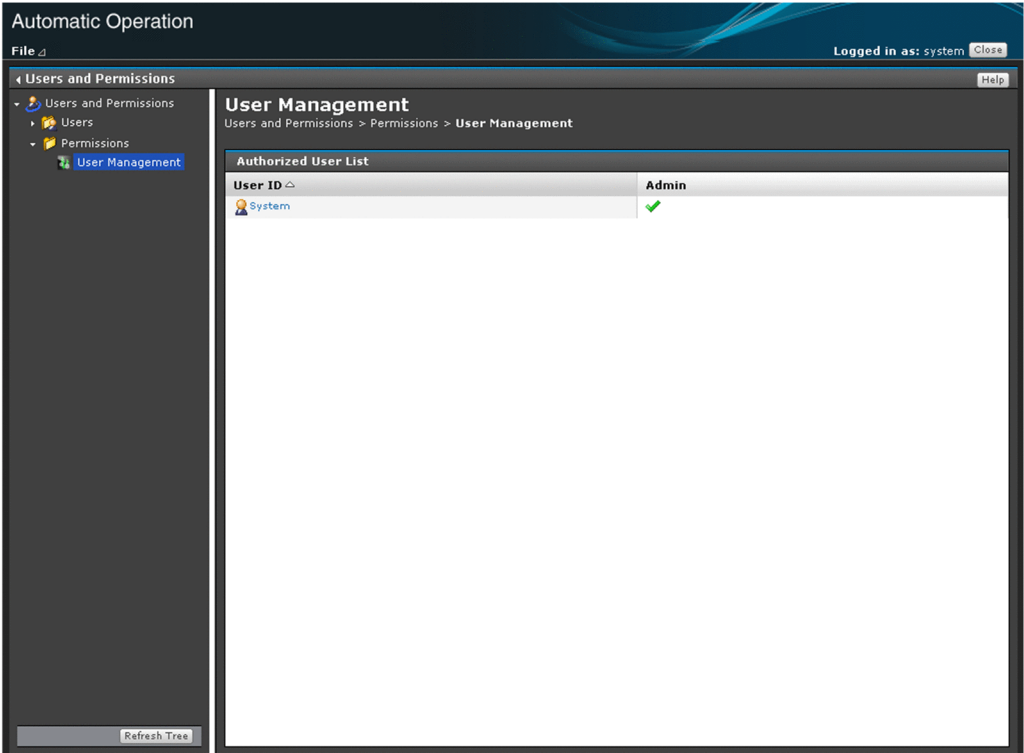 Automatic Operation
File
Logged in as: system Close
Users and Permissions
Help
Users and Permissions
Users
Permissions
User Management
Refresh Tree
User Management
Users and Permissions > Permissions > User Management
Authorized User List
User ID Admin
System